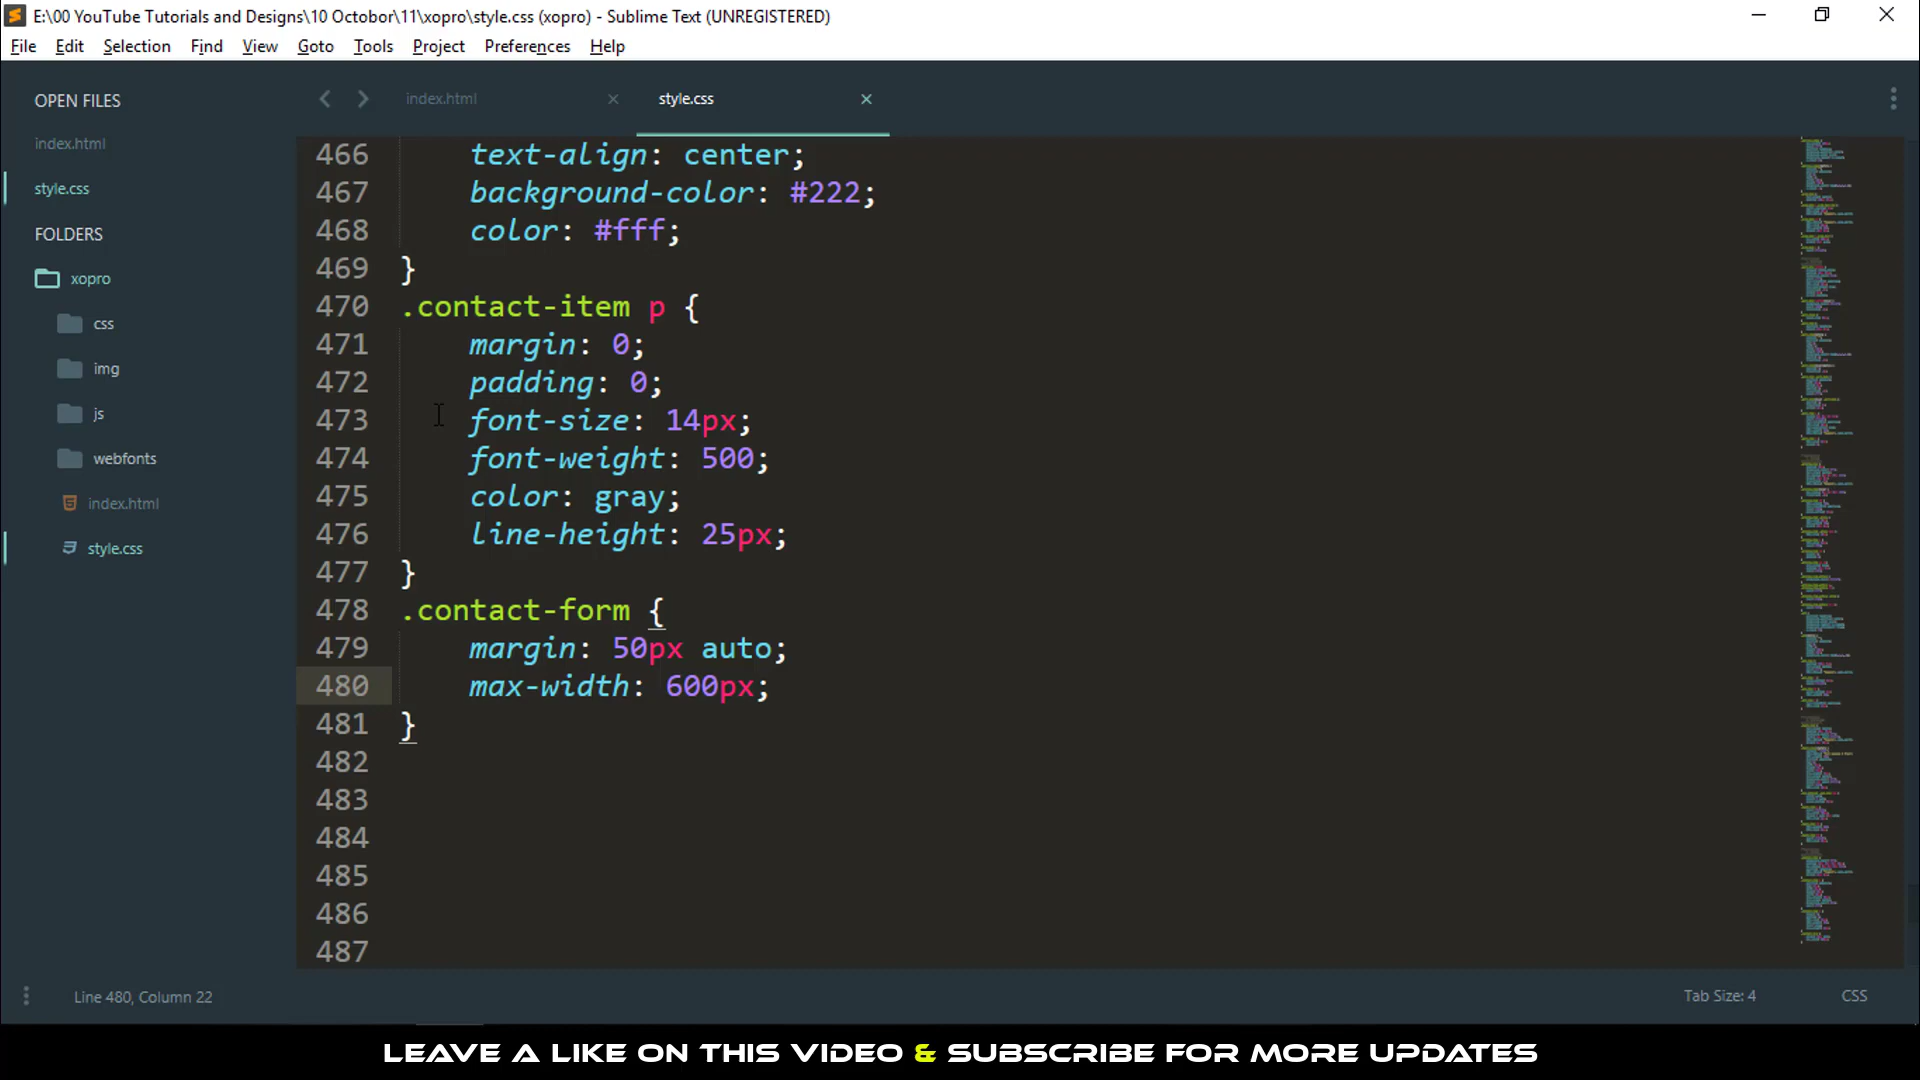 E:\00 YouTube Tutorials and Designs\10 Octobor\11\xopro\style.css (xopro) - Sublime Text (UNREGISTERED)
File Edit Selection Find View Goto Tools Project Preferences Help
OPEN FILES
index.html
style.css
FOLDERS
xopro
css
img
js
webfonts
index.html
style.css
index.html style.css
466 text-align: center;
467 background-color: #222;
468 color: #fff;
469 }
470 .contact-item p {
471 margin: 0;
472 padding: 0;
473 font-size: 14px;
474 font-weight: 500;
475 color: gray;
476 line-height: 25px;
477 }
478 .contact-form {
479 margin: 50px auto;
480 max-width: 600px;
481 }
482
483
484
485
486
487
Line 480, Column 22 Tab Size: 4 CSS
LEAVE A LIKE ON THIS VIDEO & SUBSCRIBE FOR MORE UPDATES